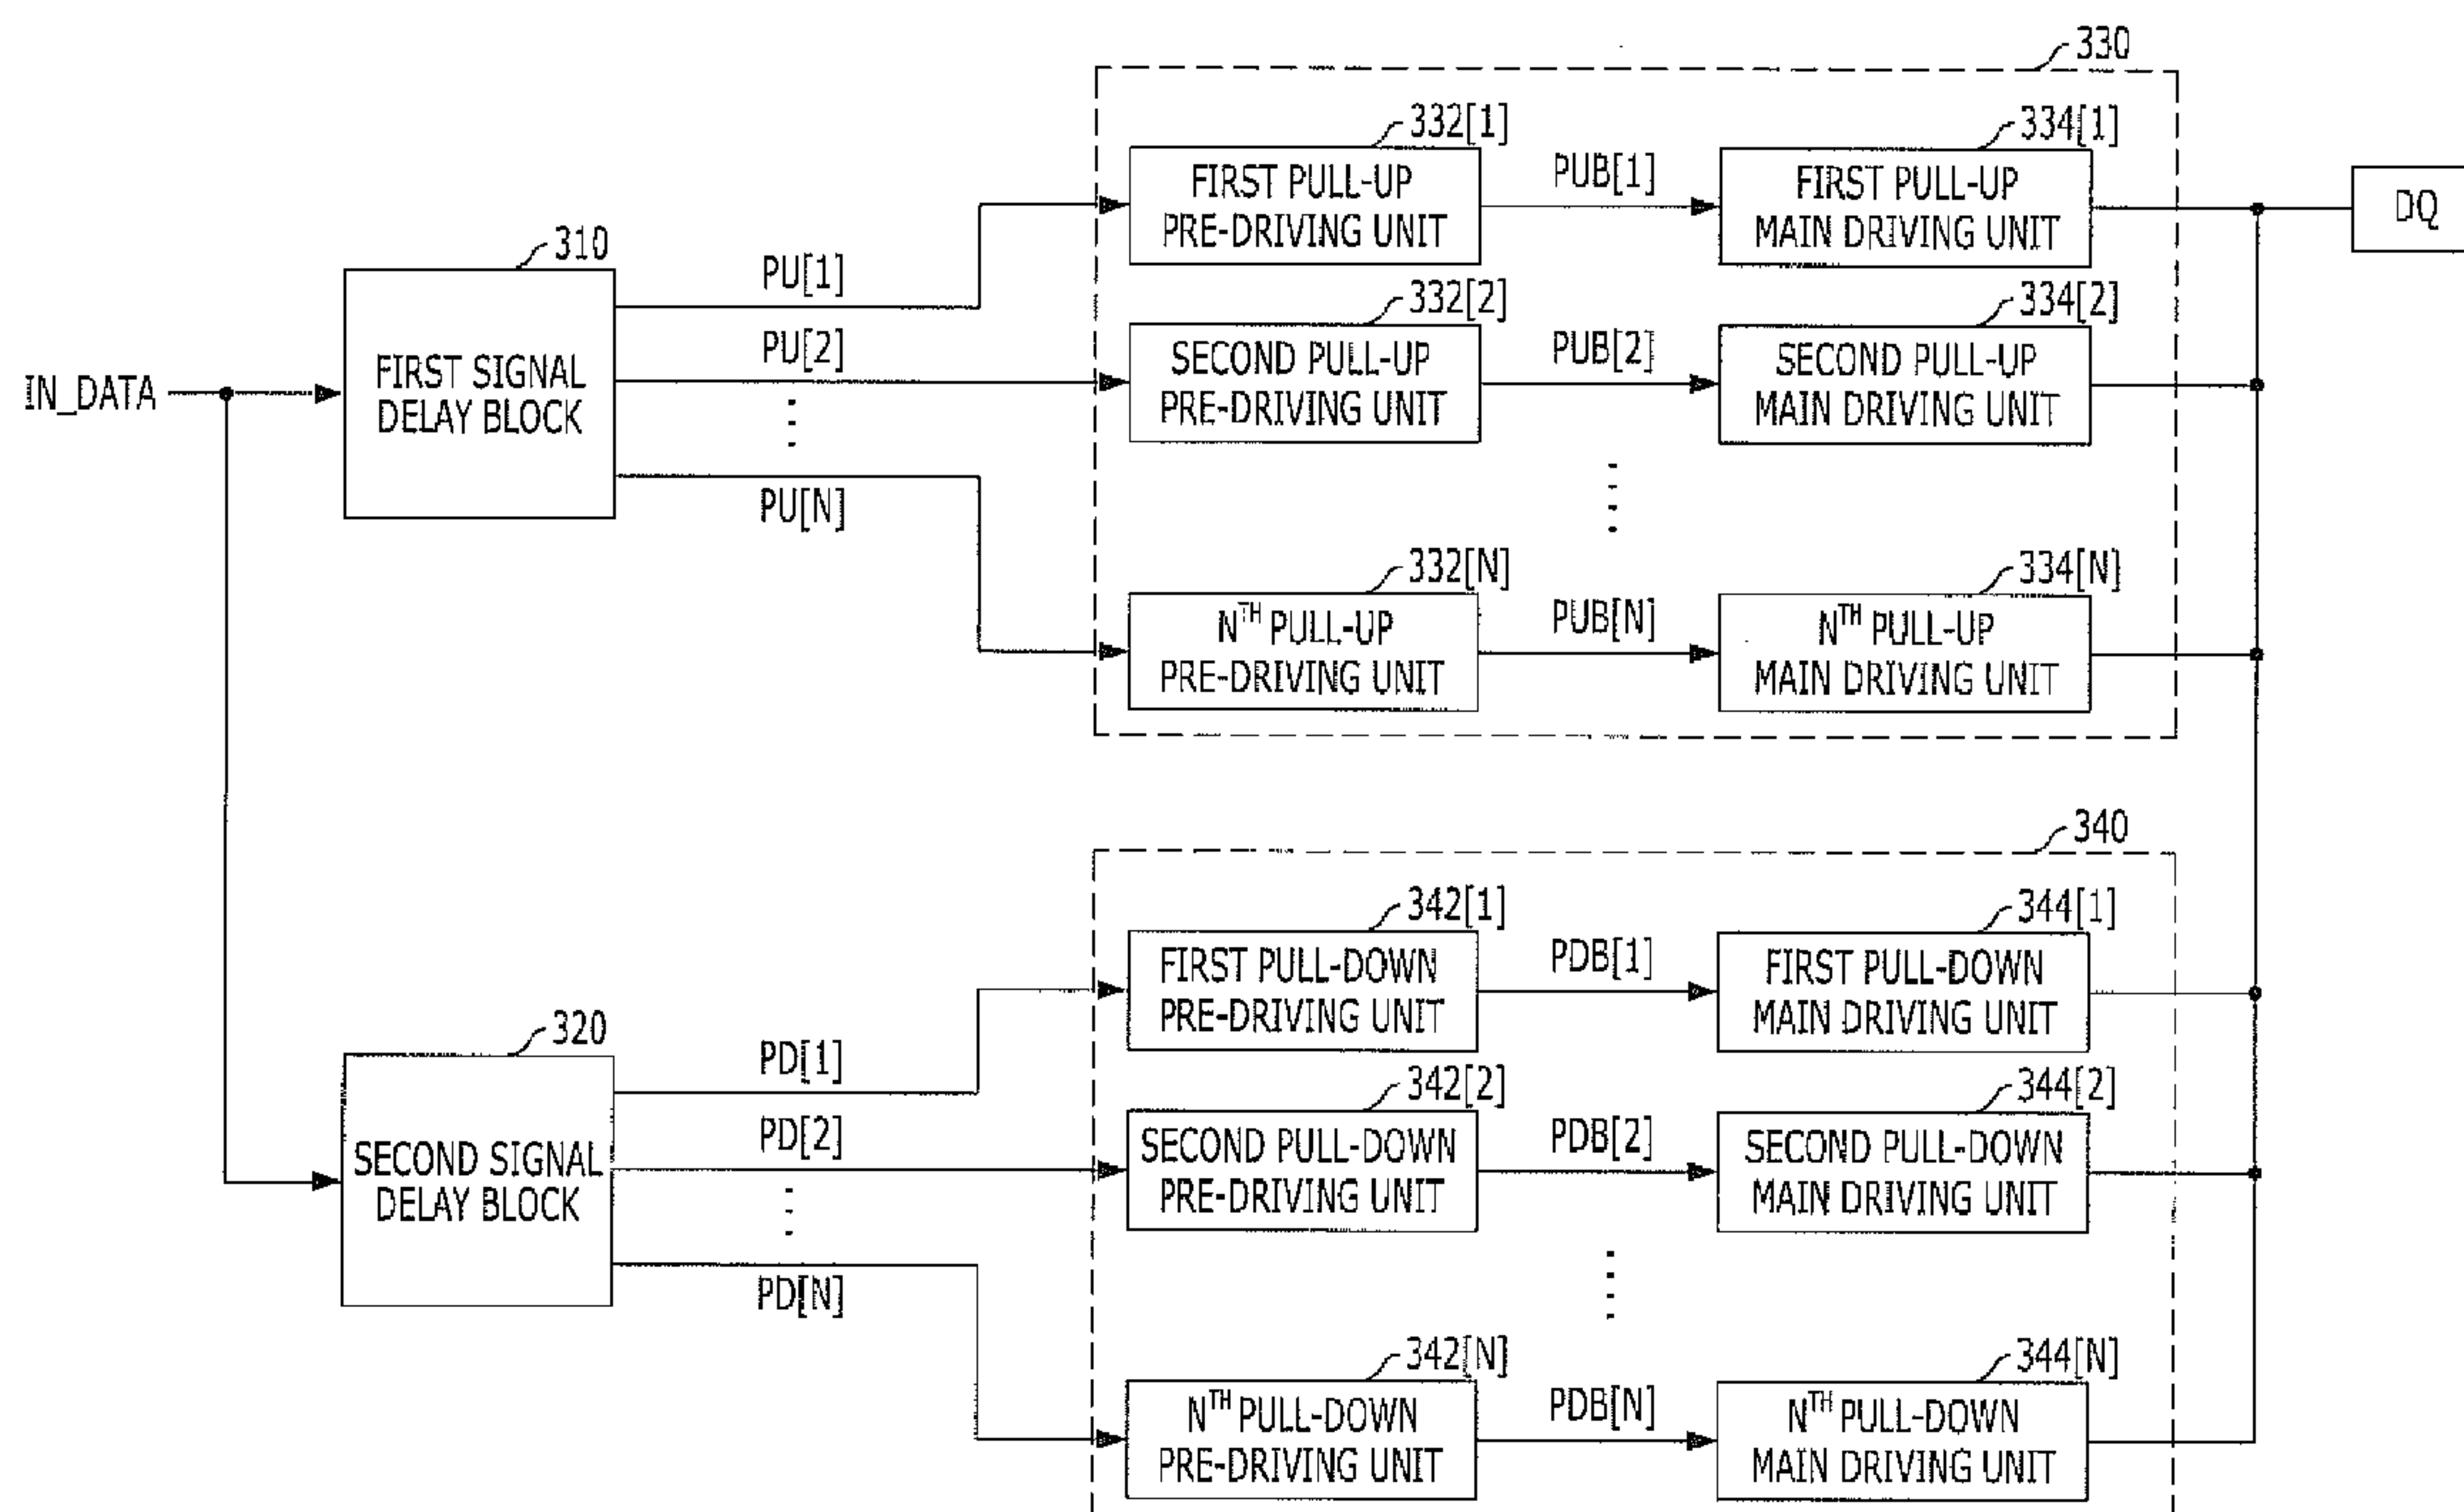 330
332[1]
334[1]
FIRST PULL-UP
PRE-DRIVING UNIT
PUB[1]
FIRST PULL-UP
MAIN DRIVING UNIT
DQ
310
PU[1]
332[2]
334[2]
IN_DATA
FIRST SIGNAL
DELAY BLOCK
PU[2]
SECOND PULL-UP
PRE-DRIVING UNIT
PUB[2]
SECOND PULL-UP
MAIN DRIVING UNIT
PU[N]
332[N]
334[N]
NTH PULL-UP
PRE-DRIVING UNIT
PUB[N]
NTH PULL-UP
MAIN DRIVING UNIT
340
342[1]
344[1]
FIRST PULL-DOWN
PRE-DRIVING UNIT
PDB[1]
FIRST PULL-DOWN
MAIN DRIVING UNIT
320
PD[1]
342[2]
344[2]
SECOND SIGNAL
DELAY BLOCK
PD[2]
SECOND PULL-DOWN
PRE-DRIVING UNIT
PDB[2]
SECOND PULL-DOWN
MAIN DRIVING UNIT
PD[N]
342[N]
344[N]
NTH PULL-DOWN
PRE-DRIVING UNIT
PDB[N]
NTH PULL-DOWN
MAIN DRIVING UNIT